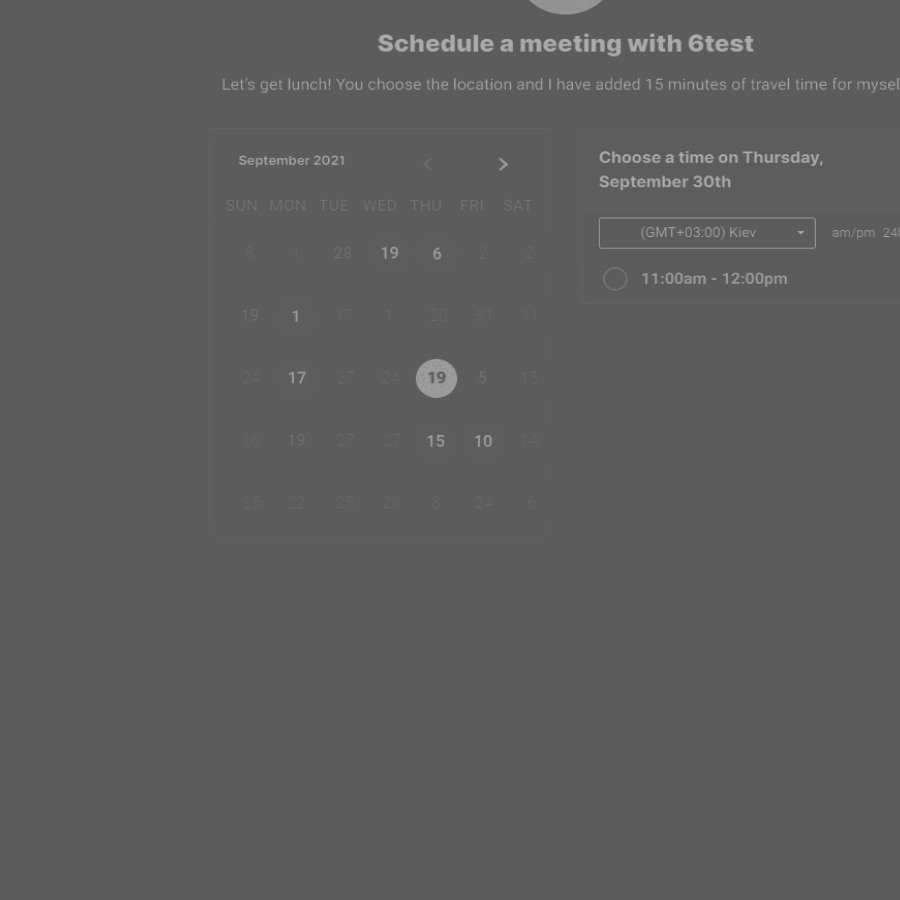 Schedule a meeting with 6test
Let's get lunch! You choose the location and I have added 15 minutes of travel time for mysel
September 2021
SUN MON TUE WED THU FRI SAT
8 1 28 19 6 2 2
19 1 17 1 20 31 11
24 17 27 24 19 5 15
16 19 27 27 15 10 14
25 22 25 26 8 24 6
Choose a time on Thursday,
September 30th
(GMT+03:00) Kiev
am/pm 24h
11:00am - 12:00pm